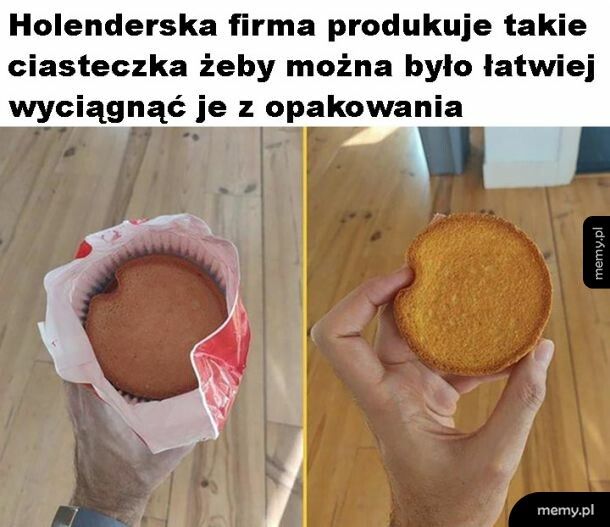 Holenderska firma produkuje takie
ciasteczka żeby można było łatwiej
wyciągnąć je z opakowania
memy.pl
memy.pl